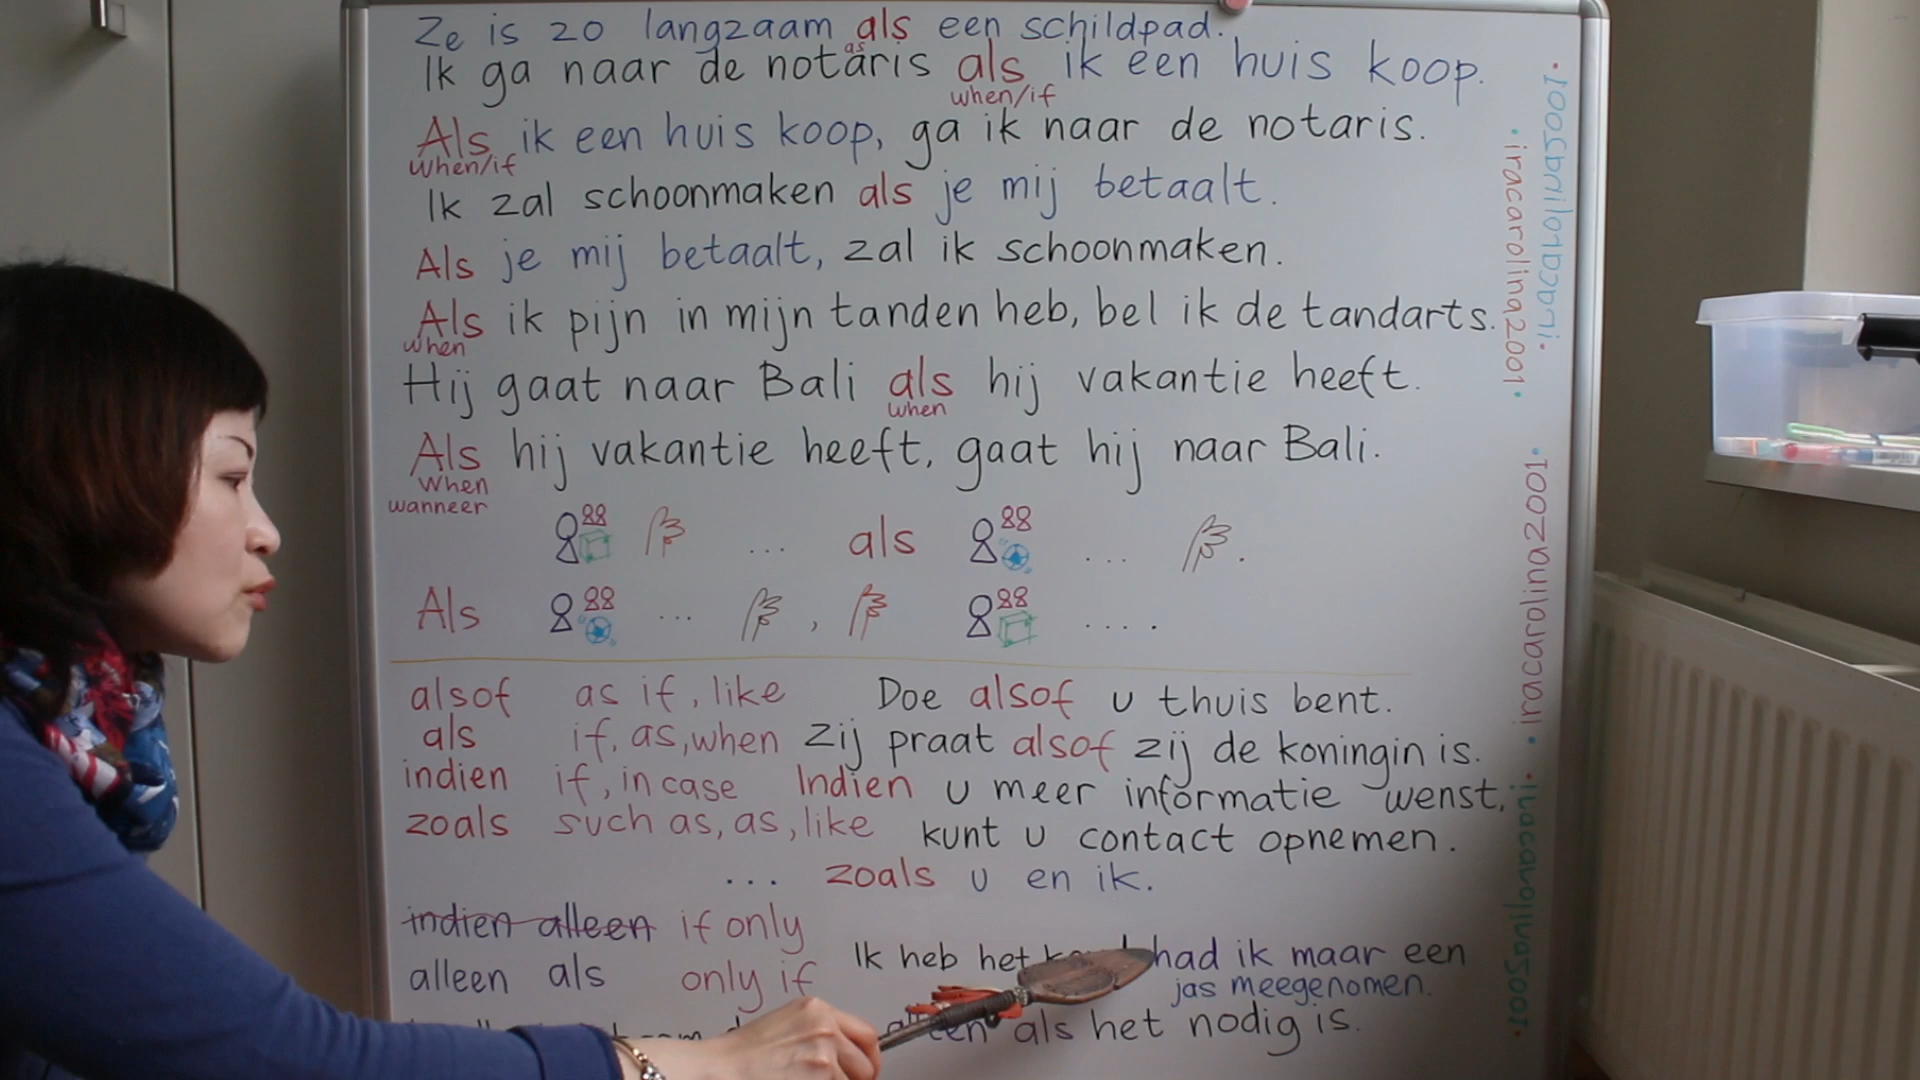 Ze is zo langzaam als een schildpad.
as
Ik ga naar de notaris als ik een huis koop.
when/if
Als ik een huis koop, ga ik naar de notaris.
when/if
Ik zal schoonmaken als je mij betaalt.
Als je mij betaalt, zal ik schoonmaken.
Als ik pijn in mijn tanden heb, bel ik de tandarts.
when
Hij gaat naar Bali als hij vakantie heeft.
when
Als hij vakantie heeft, gaat hij naar Bali.
When
wanneer
... als ... .
Als ... , .... .
alsof as if, like Doe alsof u thuis bent.
als if, as, when Zij praat alsof zij de koningin is.
indien if, in case Indien u meer informatie wenst,
zoals such as, as, like kunt u contact opnemen.
... zoals u en ik.
indien alleen if only
Ik heb het had ik maar een
jas meegenomen.
alleen als only if
als het nodig is.
iracarolina2001
iracarolina2001
iracarolina2001
iracarolina2001